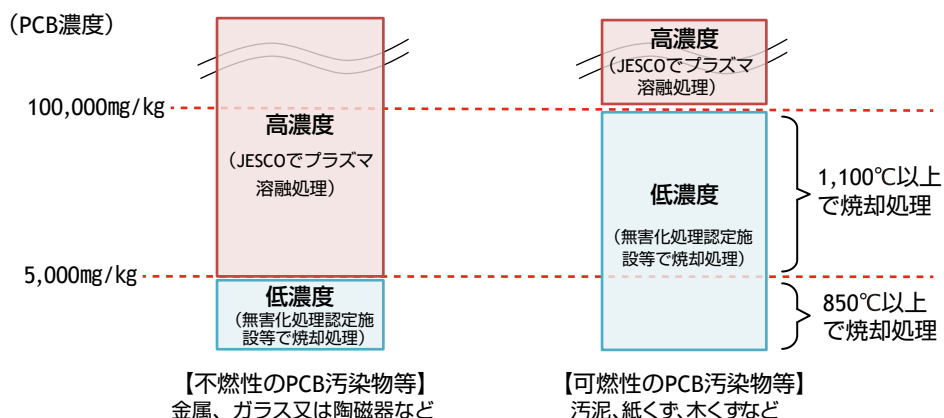 (PCB濃度)
高濃度
(JESCOでプラズマ
溶融処理)
100,000mg/kg
高濃度
(JESCOでプラズマ
溶融処理)
低濃度
(無害化処理認定施
設等で焼却処理)
1,100℃以上
で焼却処理
5,000mg/kg
低濃度
(無害化処理認定施
設等で焼却処理)
850℃以上
で焼却処理
【不燃性のPCB汚染物等】
金属、ガラス又は陶磁器など
【可燃性のPCB汚染物等】
汚泥、紙くず、木くずなど